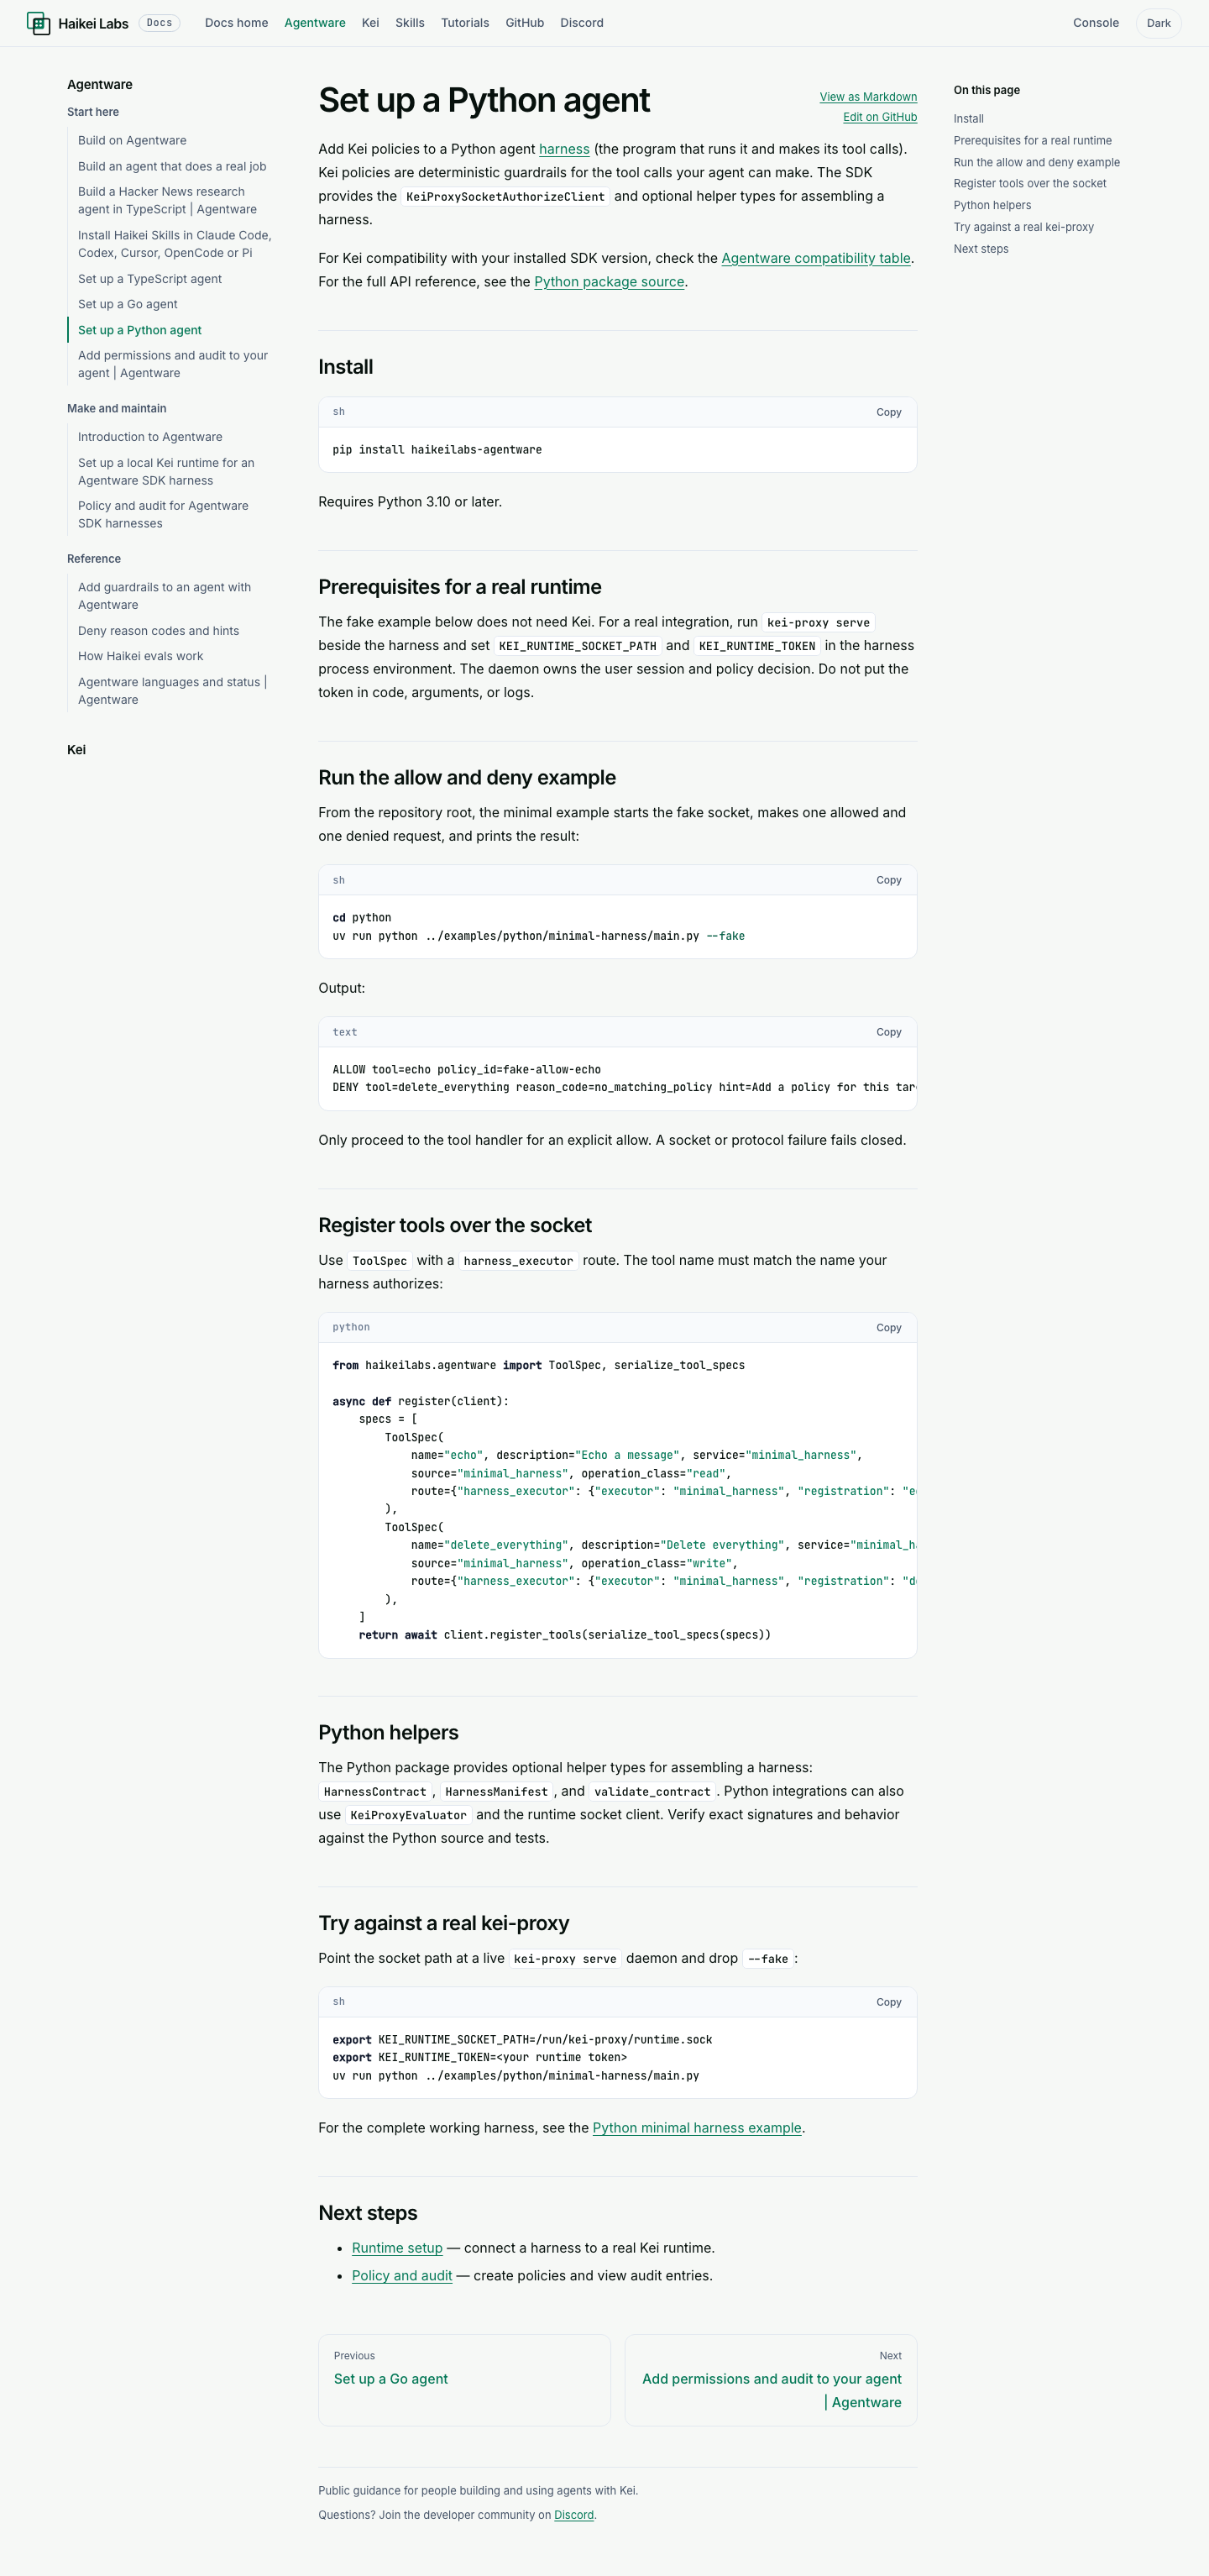 Haikei Labs Docs Docs home Agentware Kei Skills Tutorials GitHub Discord Console Dark
Agentware
Start here
Build on Agentware
Build an agent that does a real job
Build a Hacker News research
agent in TypeScript | Agentware
Install Haikei Skills in Claude Code,
Codex, Cursor, OpenCode or Pi
Set up a TypeScript agent
Set up a Go agent
Set up a Python agent
Add permissions and audit to your
agent | Agentware
Make and maintain
Introduction to Agentware
Set up a local Kei runtime for an
Agentware SDK harness
Policy and audit for Agentware
SDK harnesses
Reference
Add guardrails to an agent with
Agentware
Deny reason codes and hints
How Haikei evals work
Agentware languages and status |
Agentware
Kei
Set up a Python agent
View as Markdown
Edit on GitHub
Add Kei policies to a Python agent harness (the program that runs it and makes its tool calls).
Kei policies are deterministic guardrails for the tool calls your agent can make. The SDK
provides the KeiProxySocketAuthorizeClient and optional helper types for assembling a
harness.
For Kei compatibility with your installed SDK version, check the Agentware compatibility table.
For the full API reference, see the Python package source.
Install
sh Copy
pip install haikeilabs-agentware
Requires Python 3.10 or later.
Prerequisites for a real runtime
The fake example below does not need Kei. For a real integration, run kei-proxy serve
beside the harness and set KEI_RUNTIME_SOCKET_PATH and KEI_RUNTIME_TOKEN in the harness
process environment. The daemon owns the user session and policy decision. Do not put the
token in code, arguments, or logs.
Run the allow and deny example
From the repository root, the minimal example starts the fake socket, makes one allowed and
one denied request, and prints the result:
sh Copy
cd python
uv run python ../examples/python/minimal-harness/main.py --fake
Output:
text Copy
ALLOW tool=echo policy_id=fake-allow-echo
DENY tool=delete_everything reason_code=no_matching_policy hint=Add a policy for this tar
Only proceed to the tool handler for an explicit allow. A socket or protocol failure fails closed.
Register tools over the socket
Use ToolSpec with a harness_executor route. The tool name must match the name your
harness authorizes:
python Copy
from haikeilabs.agentware import ToolSpec, serialize_tool_specs
async def register(client):
specs = [
ToolSpec(
name="echo", description="Echo a message", service="minimal_harness",
source="minimal_harness", operation_class="read",
route={"harness_executor": {"executor": "minimal_harness", "registration": "e
),
ToolSpec(
name="delete_everything", description="Delete everything", service="minimal_h
source="minimal_harness", operation_class="write",
route={"harness_executor": {"executor": "minimal_harness", "registration": "d
),
]
return await client.register_tools(serialize_tool_specs(specs))
Python helpers
The Python package provides optional helper types for assembling a harness:
HarnessContract, HarnessManifest, and validate_contract. Python integrations can also
use KeiProxyEvaluator and the runtime socket client. Verify exact signatures and behavior
against the Python source and tests.
Try against a real kei-proxy
Point the socket path at a live kei-proxy serve daemon and drop --fake:
sh Copy
export KEI_RUNTIME_SOCKET_PATH=/run/kei-proxy/runtime.sock
export KEI_RUNTIME_TOKEN=<your runtime token>
uv run python ../examples/python/minimal-harness/main.py
For the complete working harness, see the Python minimal harness example.
Next steps
• Runtime setup — connect a harness to a real Kei runtime.
• Policy and audit — create policies and view audit entries.
Previous
Set up a Go agent
Next
Add permissions and audit to your agent
| Agentware
Public guidance for people building and using agents with Kei.
Questions? Join the developer community on Discord.
On this page
Install
Prerequisites for a real runtime
Run the allow and deny example
Register tools over the socket
Python helpers
Try against a real kei-proxy
Next steps